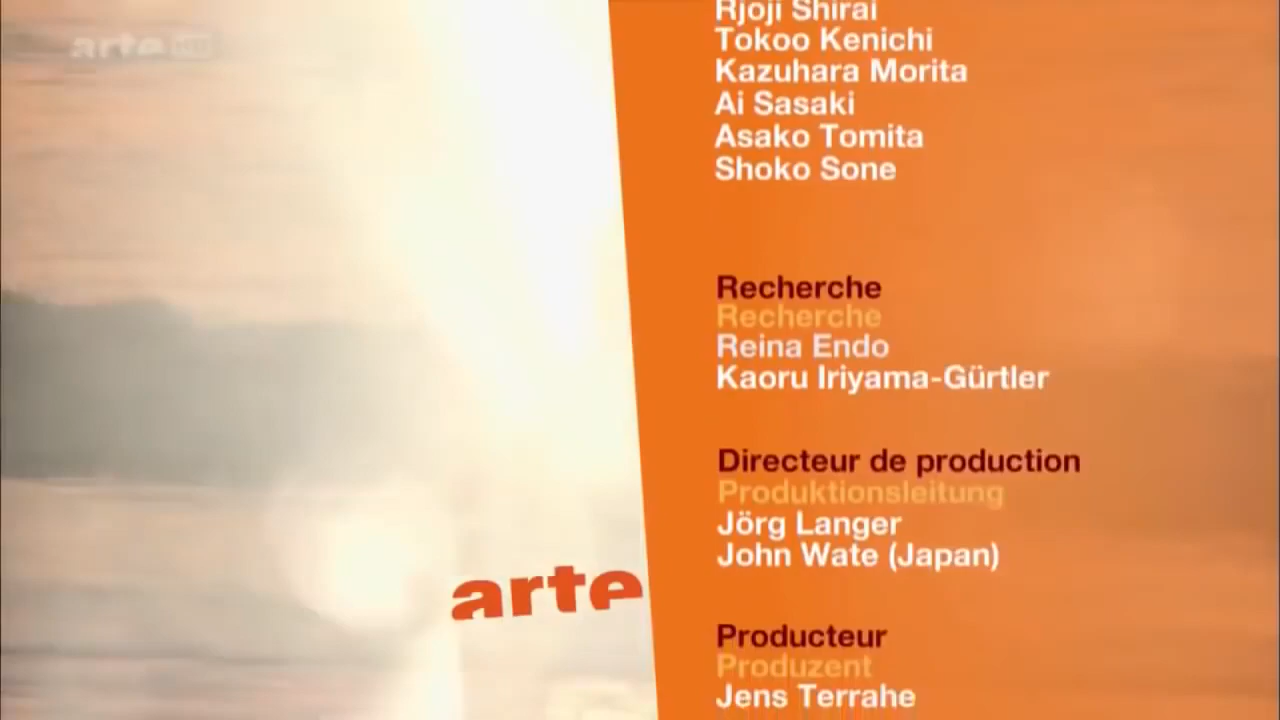 arte HD
Rjoji Shirai
Tokoo Kenichi
Kazuhara Morita
Ai Sasaki
Asako Tomita
Shoko Sone
Recherche
Recherche
Reina Endo
Kaoru Iriyama-Gürtler
Directeur de production
Produktionsleitung
Jörg Langer
John Wate (Japan)
arte
Producteur
Produzent
Jens Terrahe